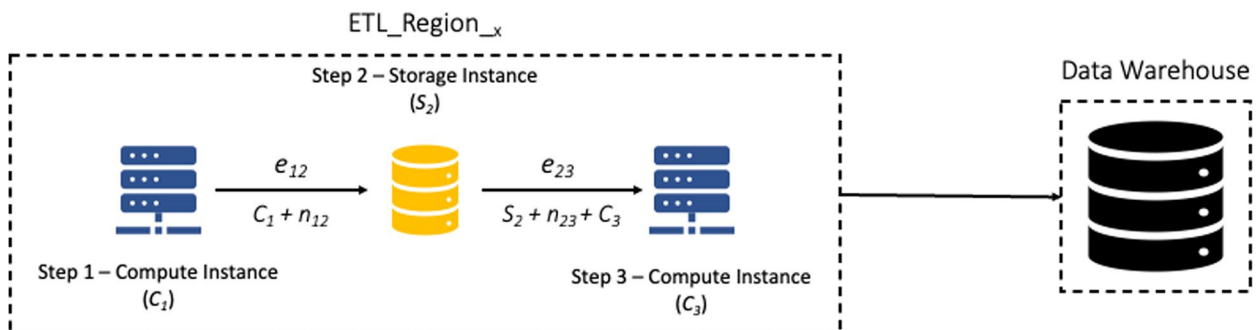 ETL_Region_x
Data Warehouse
Step 2 – Storage Instance
(S2)
e12
C1 + n12
e23
S2 + n23 + C3
Step 1 – Compute Instance
(C1)
Step 3 – Compute Instance
(C3)